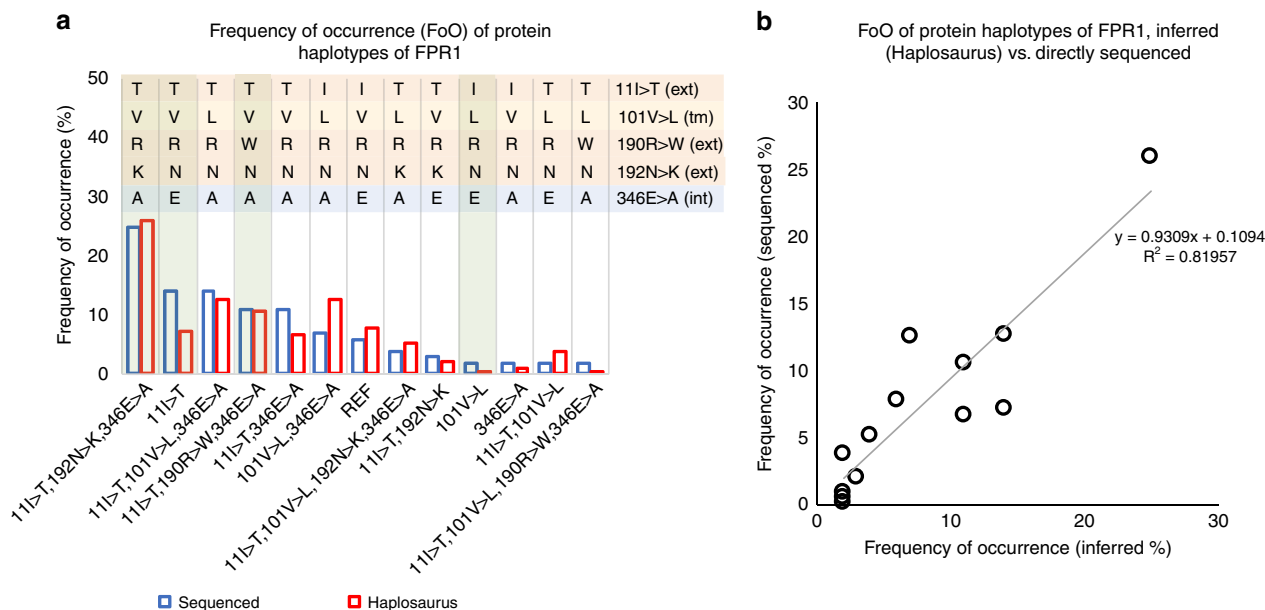 a
Frequency of occurrence (FoO) of protein
haplotypes of FPR1
Frequency of occurrence (%)
50
40
30
20
10
0
T T T T T I I T T I I T T 11I>T (ext)
V V L V V L V L V L V L L 101V>L (tm)
R R R W R R R R R R R R W 190R>W (ext)
K N N N N N N K K N N N N 192N>K (ext)
A E A A A A E A E E A E A 346E>A (int)
11I>T,192N>K,346E>A
11I>T
11I>T,101V>L,346E>A
11I>T,190R>W,346E>A
11I>T,346E>A
101V>L,346E>A
REF
11I>T,101V>L,192N>K,346E>A
11I>T,192N>K
101V>L
346E>A
11I>T,101V>L
11I>T,101V>L,190R>W,346E>A
Sequenced
Haplosaurus
b
FoO of protein haplotypes of FPR1, inferred
(Haplosaurus) vs. directly sequenced
Frequency of occurrence (sequenced %)
30
25
20
15
10
5
0
y = 0.9309x + 0.1094
R² = 0.81957
0 10 20 30
Frequency of occurrence (inferred %)